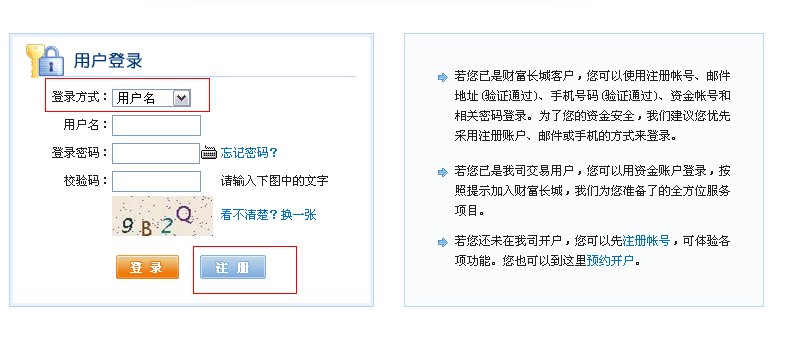 用户登录
登录方式： 用户名
用户名：
登录密码： 忘记密码？
校验码： 请输入下图中的文字
9B2Q 看不清楚？换一张
登 录 注 册
若您已是财富长城客户，您可以使用注册帐号、邮件
地址(验证通过)、手机号码(验证通过)、资金帐号和
相关密码登录。为了您的资金安全，我们建议您优先
采用注册账户、邮件或手机的方式来登录。
若您已是我司交易用户，您可以用资金账户登录，按
照提示加入财富长城，我们为您准备了的全方位服务
项目。
若您还未在我司开户，您可以先注册帐号，可体验各
项功能。您也可以到这里预约开户。